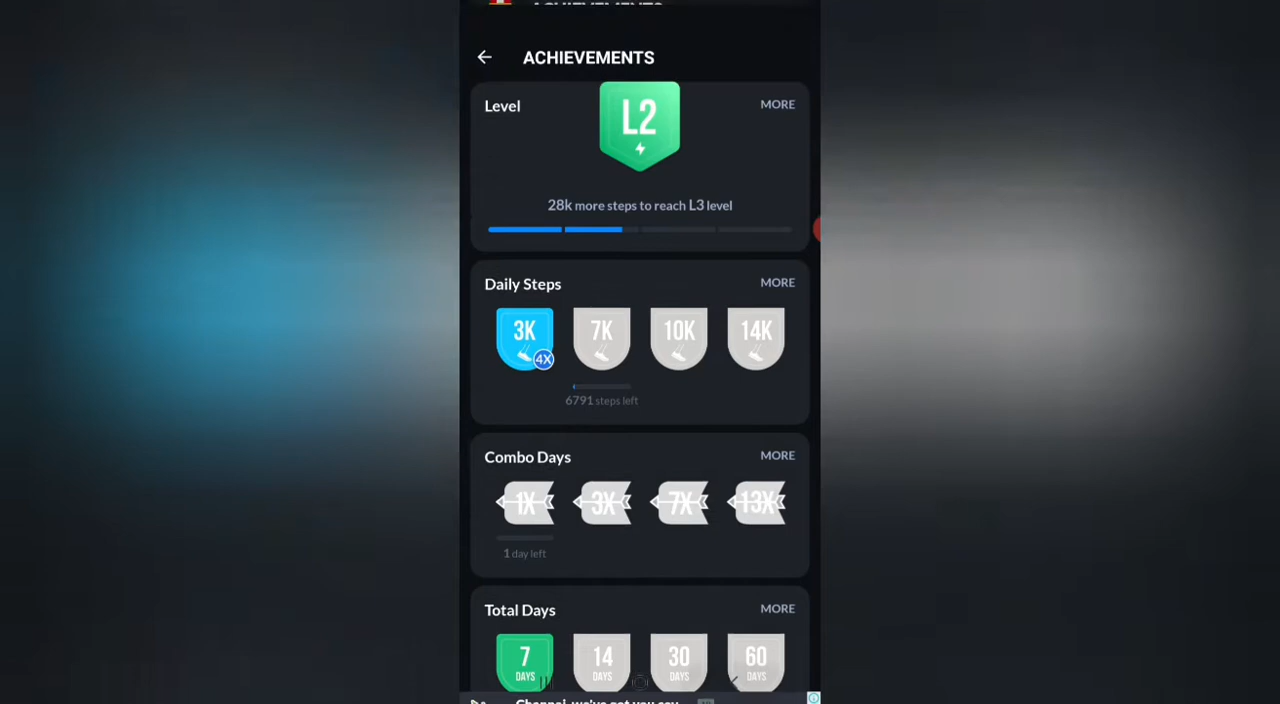 ACHIEVEMENTS
Level
MORE
L2
28k more steps to reach L3 level
Daily Steps
MORE
3K
7K
10K
14K
4X
6791 steps left
Combo Days
MORE
1X
3X
7X
13X
1 day left
Total Days
MORE
7
14
30
60
DAYS
DAYS
DAYS
DAYS